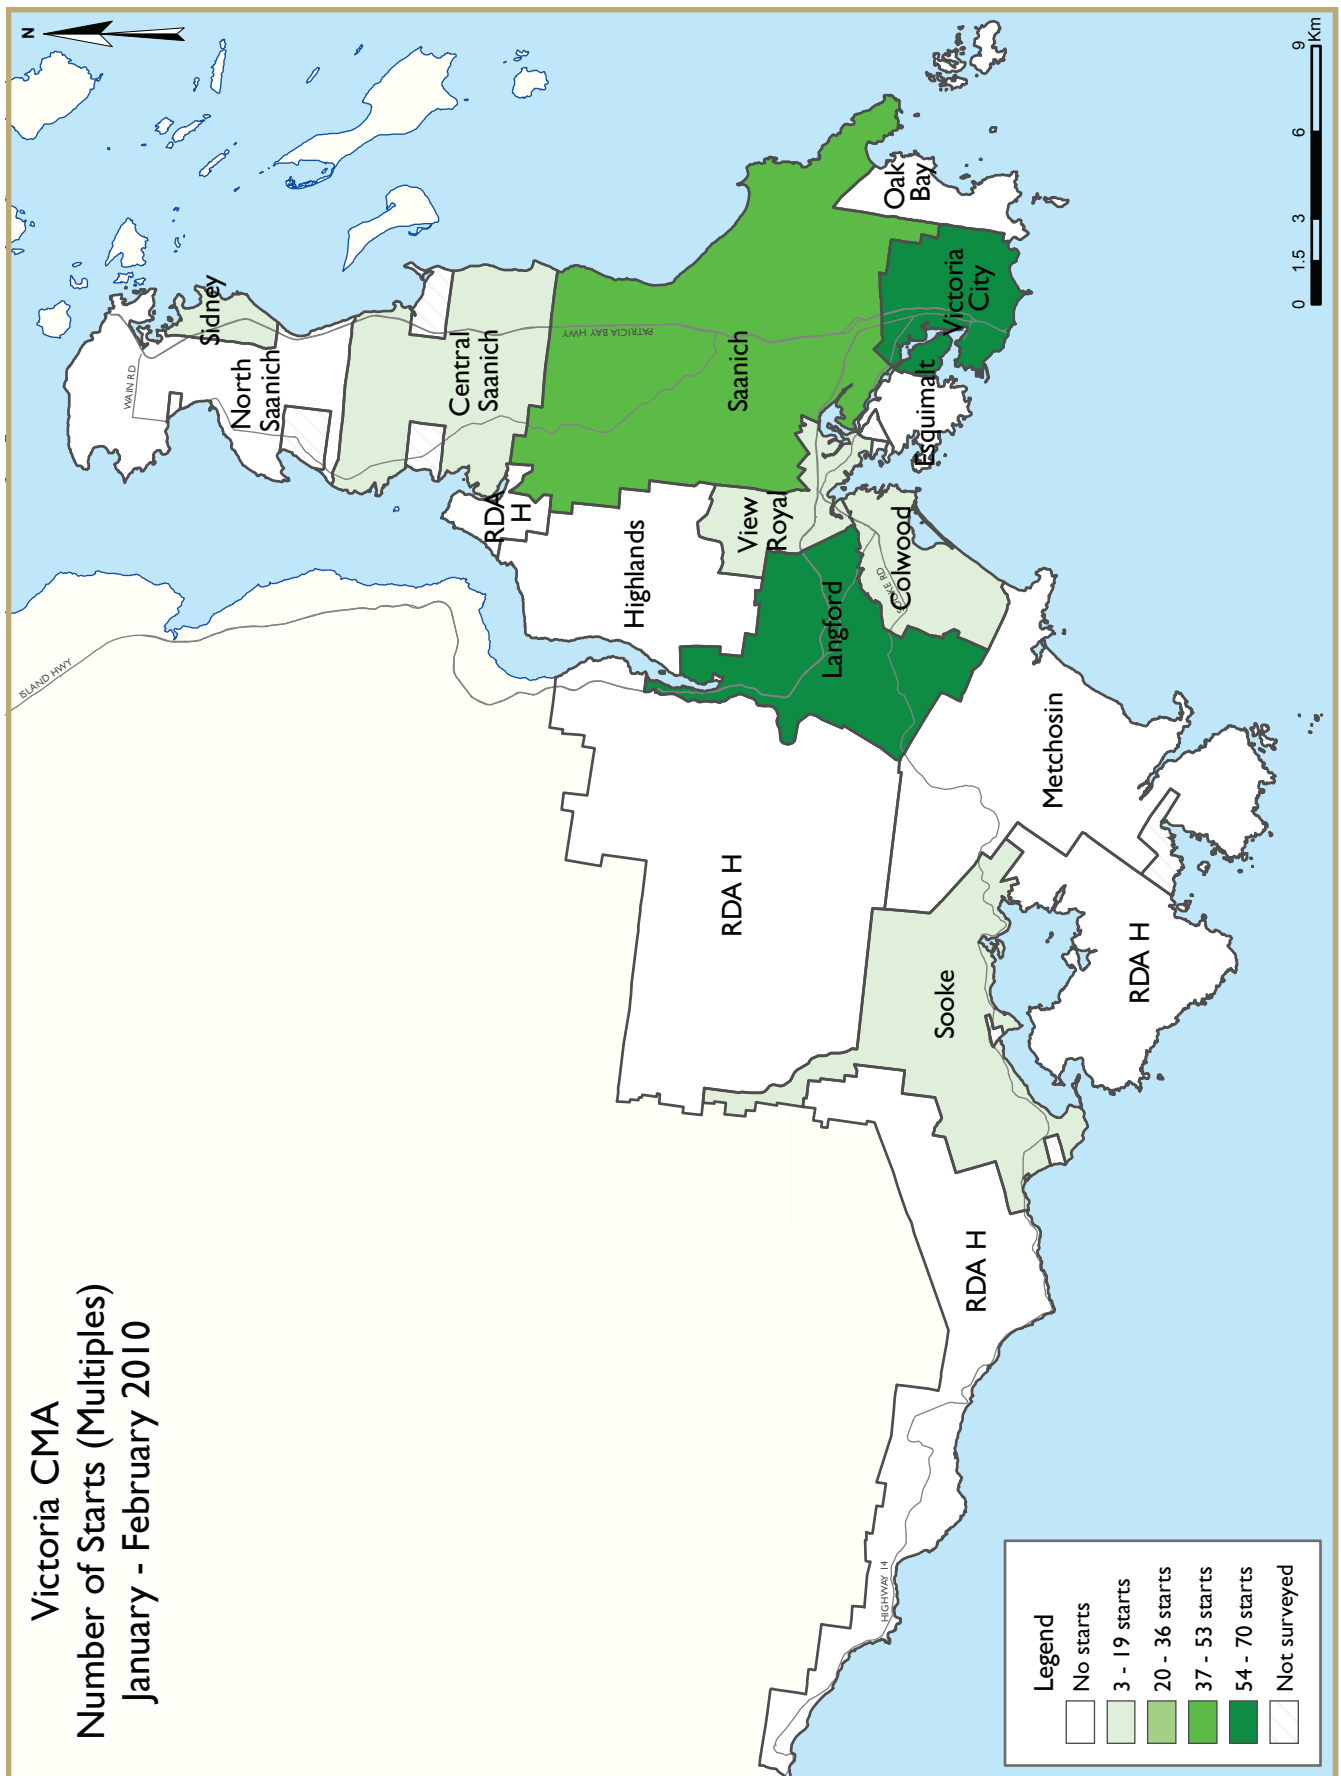 Victoria CMA
Number of Starts (Multiples)
January - February 2010
N
ISLAND HWY
WAIN RD
Sidney
North
Saanich
Central
Saanich
PATRICIA BAY HWY
RDA
H
Saanich
Highlands
View
Royal
Oak
Bay
Victoria
City
Esquimalt
Langford
Colwood
SOOKE RD
Metchosin
RDA H
Sooke
RDA H
RDA H
HIGHWAY 14
Legend
No starts
3 - 19 starts
20 - 36 starts
37 - 53 starts
54 - 70 starts
Not surveyed
0 1.5 3 6 9
Km